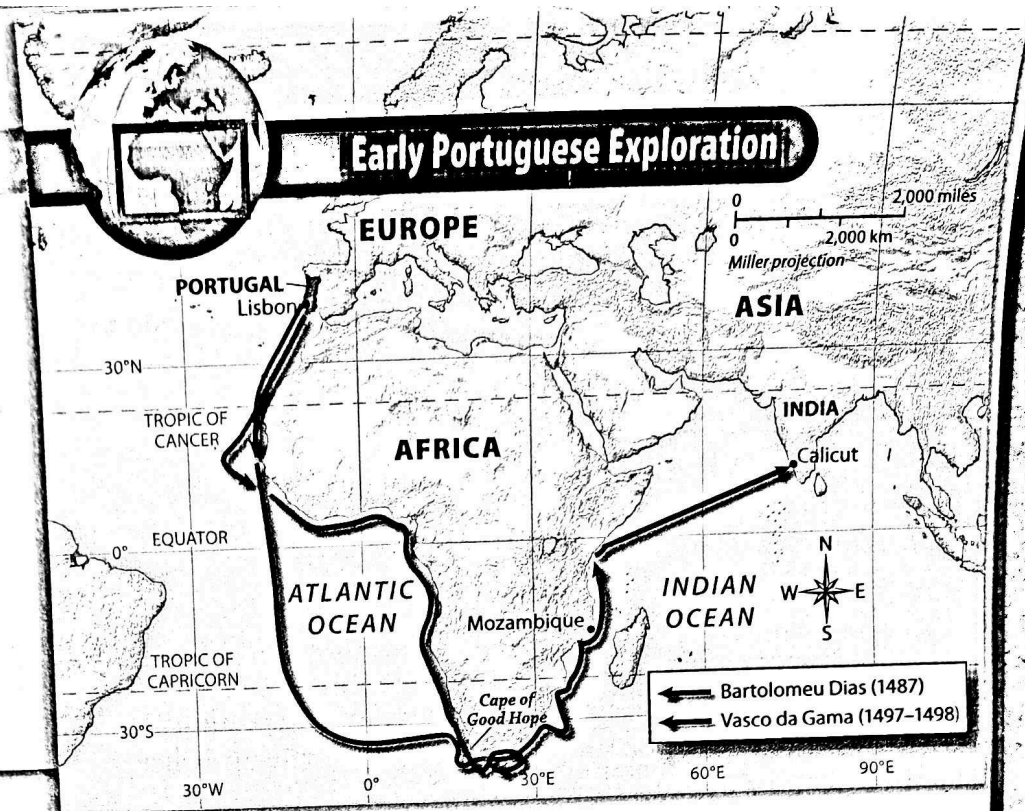 Early Portuguese Exploration
EUROPE
0 2,000 miles
0 2,000 km
Miller projection
PORTUGAL
Lisbon
ASIA
30°N
TROPIC OF
CANCER
AFRICA
INDIA
Calicut
EQUATOR
0°
ATLANTIC
OCEAN
INDIAN
OCEAN
N
W E
S
Mozambique
TROPIC OF
CAPRICORN
Cape of
Good Hope
Bartolomeu Dias (1487)
Vasco da Gama (1497–1498)
30°S
30°W
0°
30°E
60°E
90°E